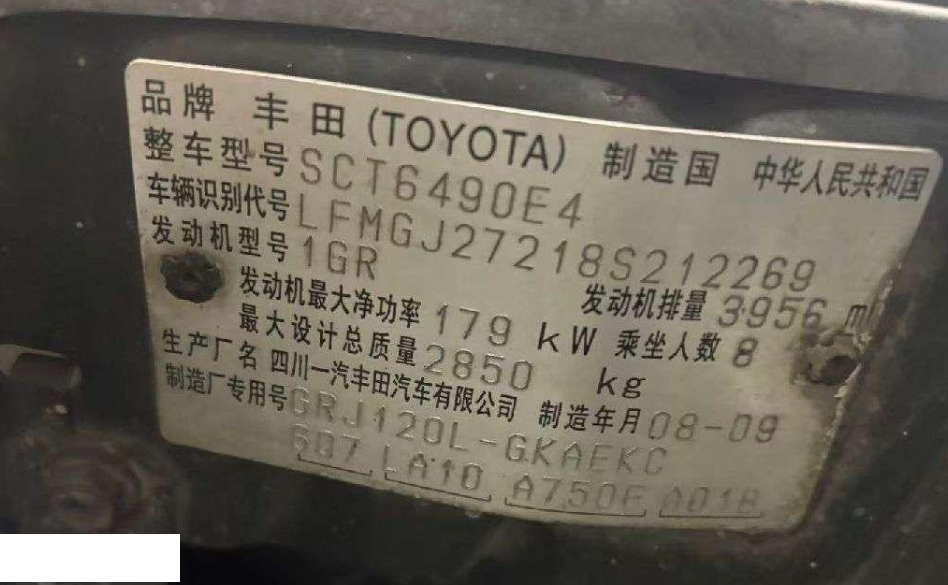 品牌 丰田(TOYOTA) 制造国 中华人民共和国
整车型号 SCT6490E4
车辆识别代号 LFMGJ27218S212269
发动机型号 1GR
发动机最大净功率 179 kW 发动机排量 3956 ml
最大设计总质量 2850 kg 乘坐人数 8
生产厂名 四川一汽丰田汽车有限公司 制造年月 08-09
制造厂专用号 GRJ120L-GKAEKC
6D7 LA10 A750F A01B